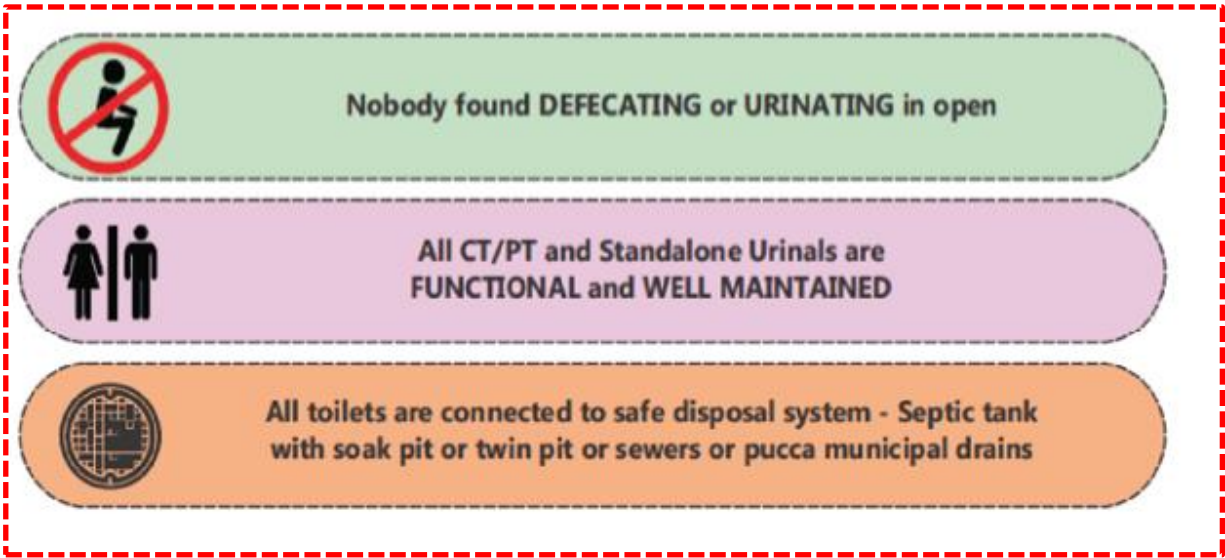 Nobody found DEFECATING or URINATING in open
All CT/PT and Standalone Urinals are
FUNCTIONAL and WELL MAINTAINED
All toilets are connected to safe disposal system - Septic tank
with soak pit or twin pit or sewers or pucca municipal drains